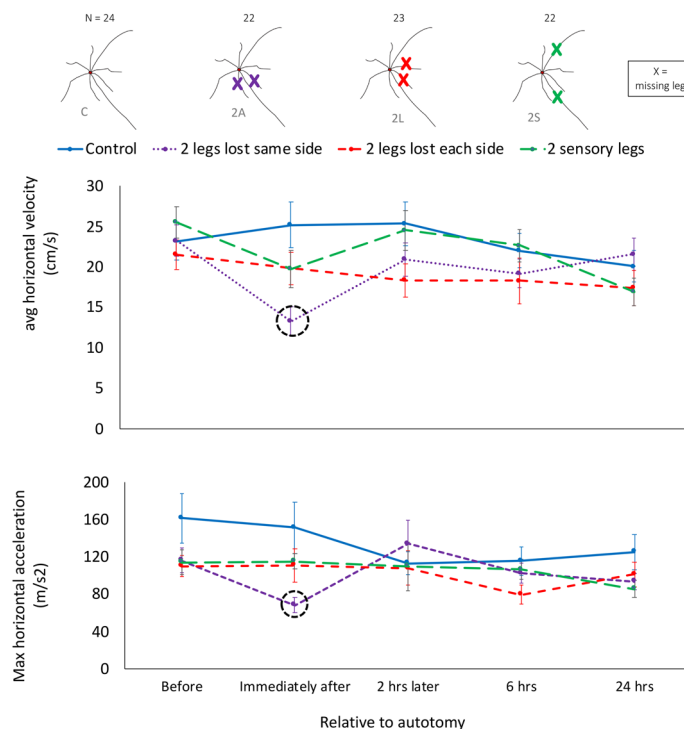 N = 24
22
23
22
X =
missing leg
C
2A
2L
2S
Control
2 legs lost same side
2 legs lost each side
2 sensory legs
avg horizontal velocity
(cm/s)
30
25
20
15
10
5
0
Max horizontal acceleration
(m/s2)
200
160
120
80
40
0
Before
Immediately after
2 hrs later
6 hrs
24 hrs
Relative to autotomy